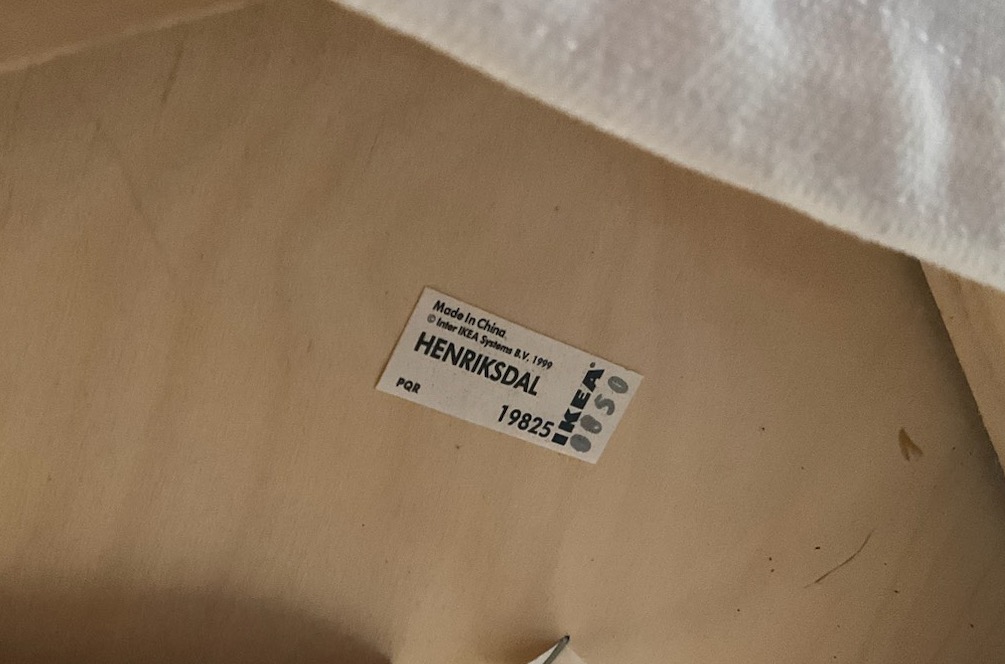 Made In China
© Inter IKEA Systems B.V. 1999
HENRIKSDAL
PQR
19825
IKEA®
0050